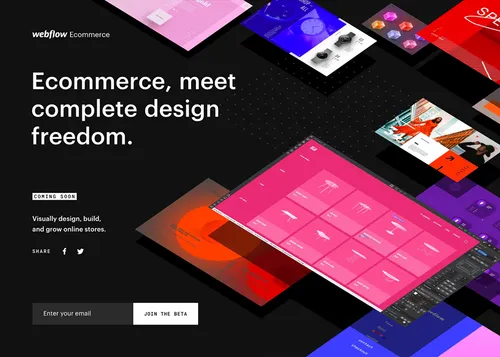 webflow Ecommerce
Ecommerce, meet
complete design
freedom.
COMING SOON
Visually design, build,
and grow online stores.
SHARE
Enter your email
JOIN THE BETA